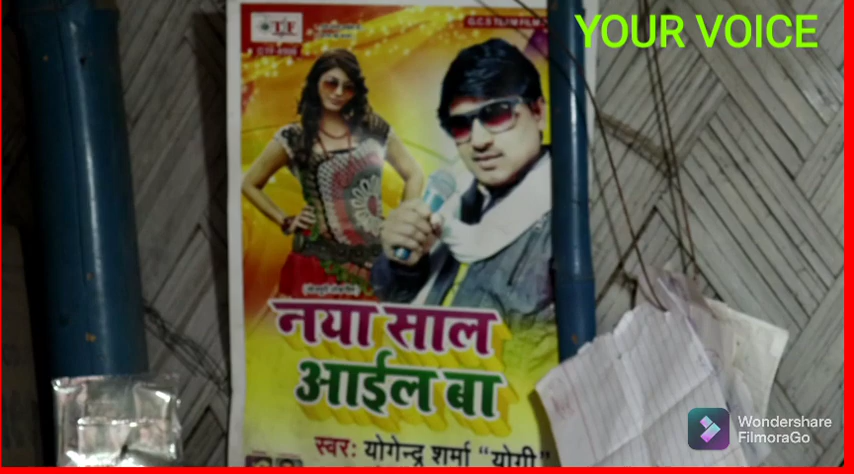 YOUR VOICE
नया साल
आईल बा
स्वर: योगेन्द्र शर्मा "योगी"
Wondershare
FilmoraGo